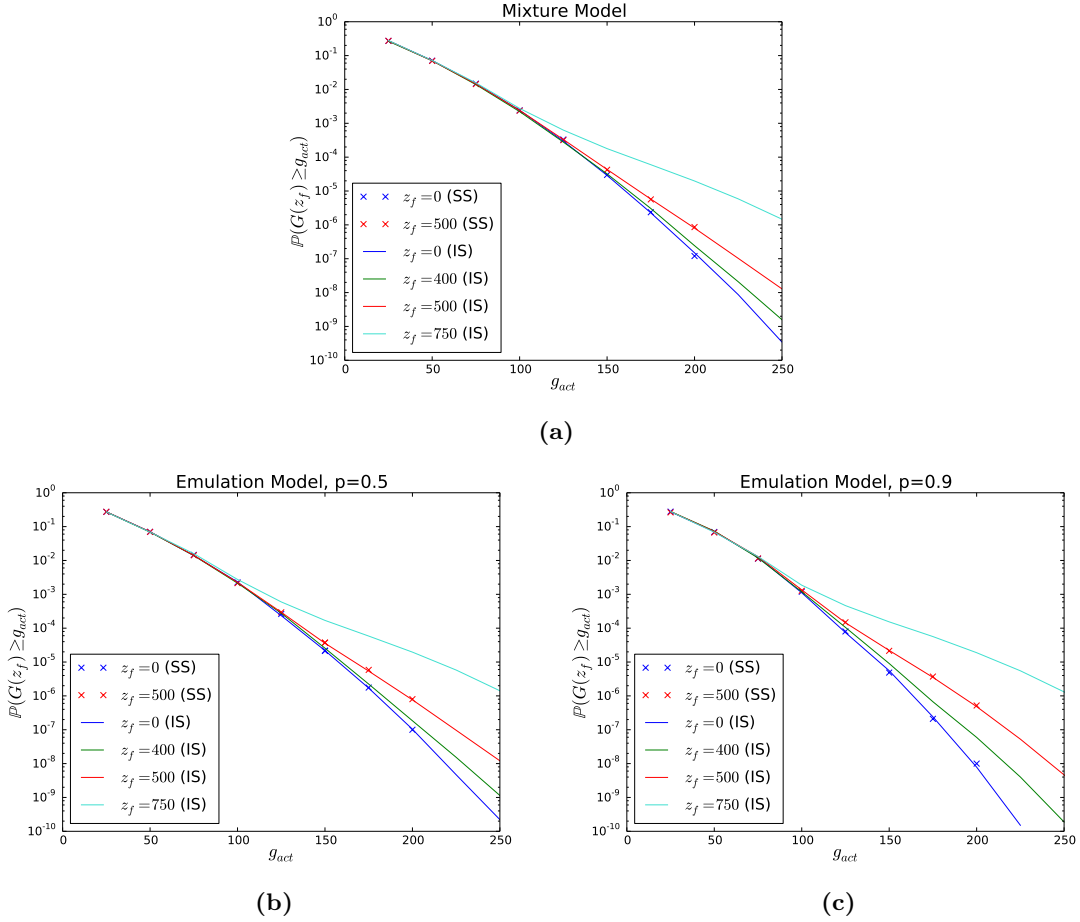 Mixture Model
10^0
10^-1
10^-2
10^-3
10^-4
10^-5
10^-6
10^-7
10^-8
10^-9
10^-10
ℙ(G(z_f) ≥ g_act)
z_f = 0 (SS)
z_f = 500 (SS)
z_f = 0 (IS)
z_f = 400 (IS)
z_f = 500 (IS)
z_f = 750 (IS)
0 50 100 150 200 250
g_act
(a)
Emulation Model, p=0.5
10^0
10^-1
10^-2
10^-3
10^-4
10^-5
10^-6
10^-7
10^-8
10^-9
10^-10
ℙ(G(z_f) ≥ g_act)
z_f = 0 (SS)
z_f = 500 (SS)
z_f = 0 (IS)
z_f = 400 (IS)
z_f = 500 (IS)
z_f = 750 (IS)
0 50 100 150 200 250
g_act
(b)
Emulation Model, p=0.9
10^0
10^-1
10^-2
10^-3
10^-4
10^-5
10^-6
10^-7
10^-8
10^-9
10^-10
ℙ(G(z_f) ≥ g_act)
z_f = 0 (SS)
z_f = 500 (SS)
z_f = 0 (IS)
z_f = 400 (IS)
z_f = 500 (IS)
z_f = 750 (IS)
0 50 100 150 200 250
g_act
(c)